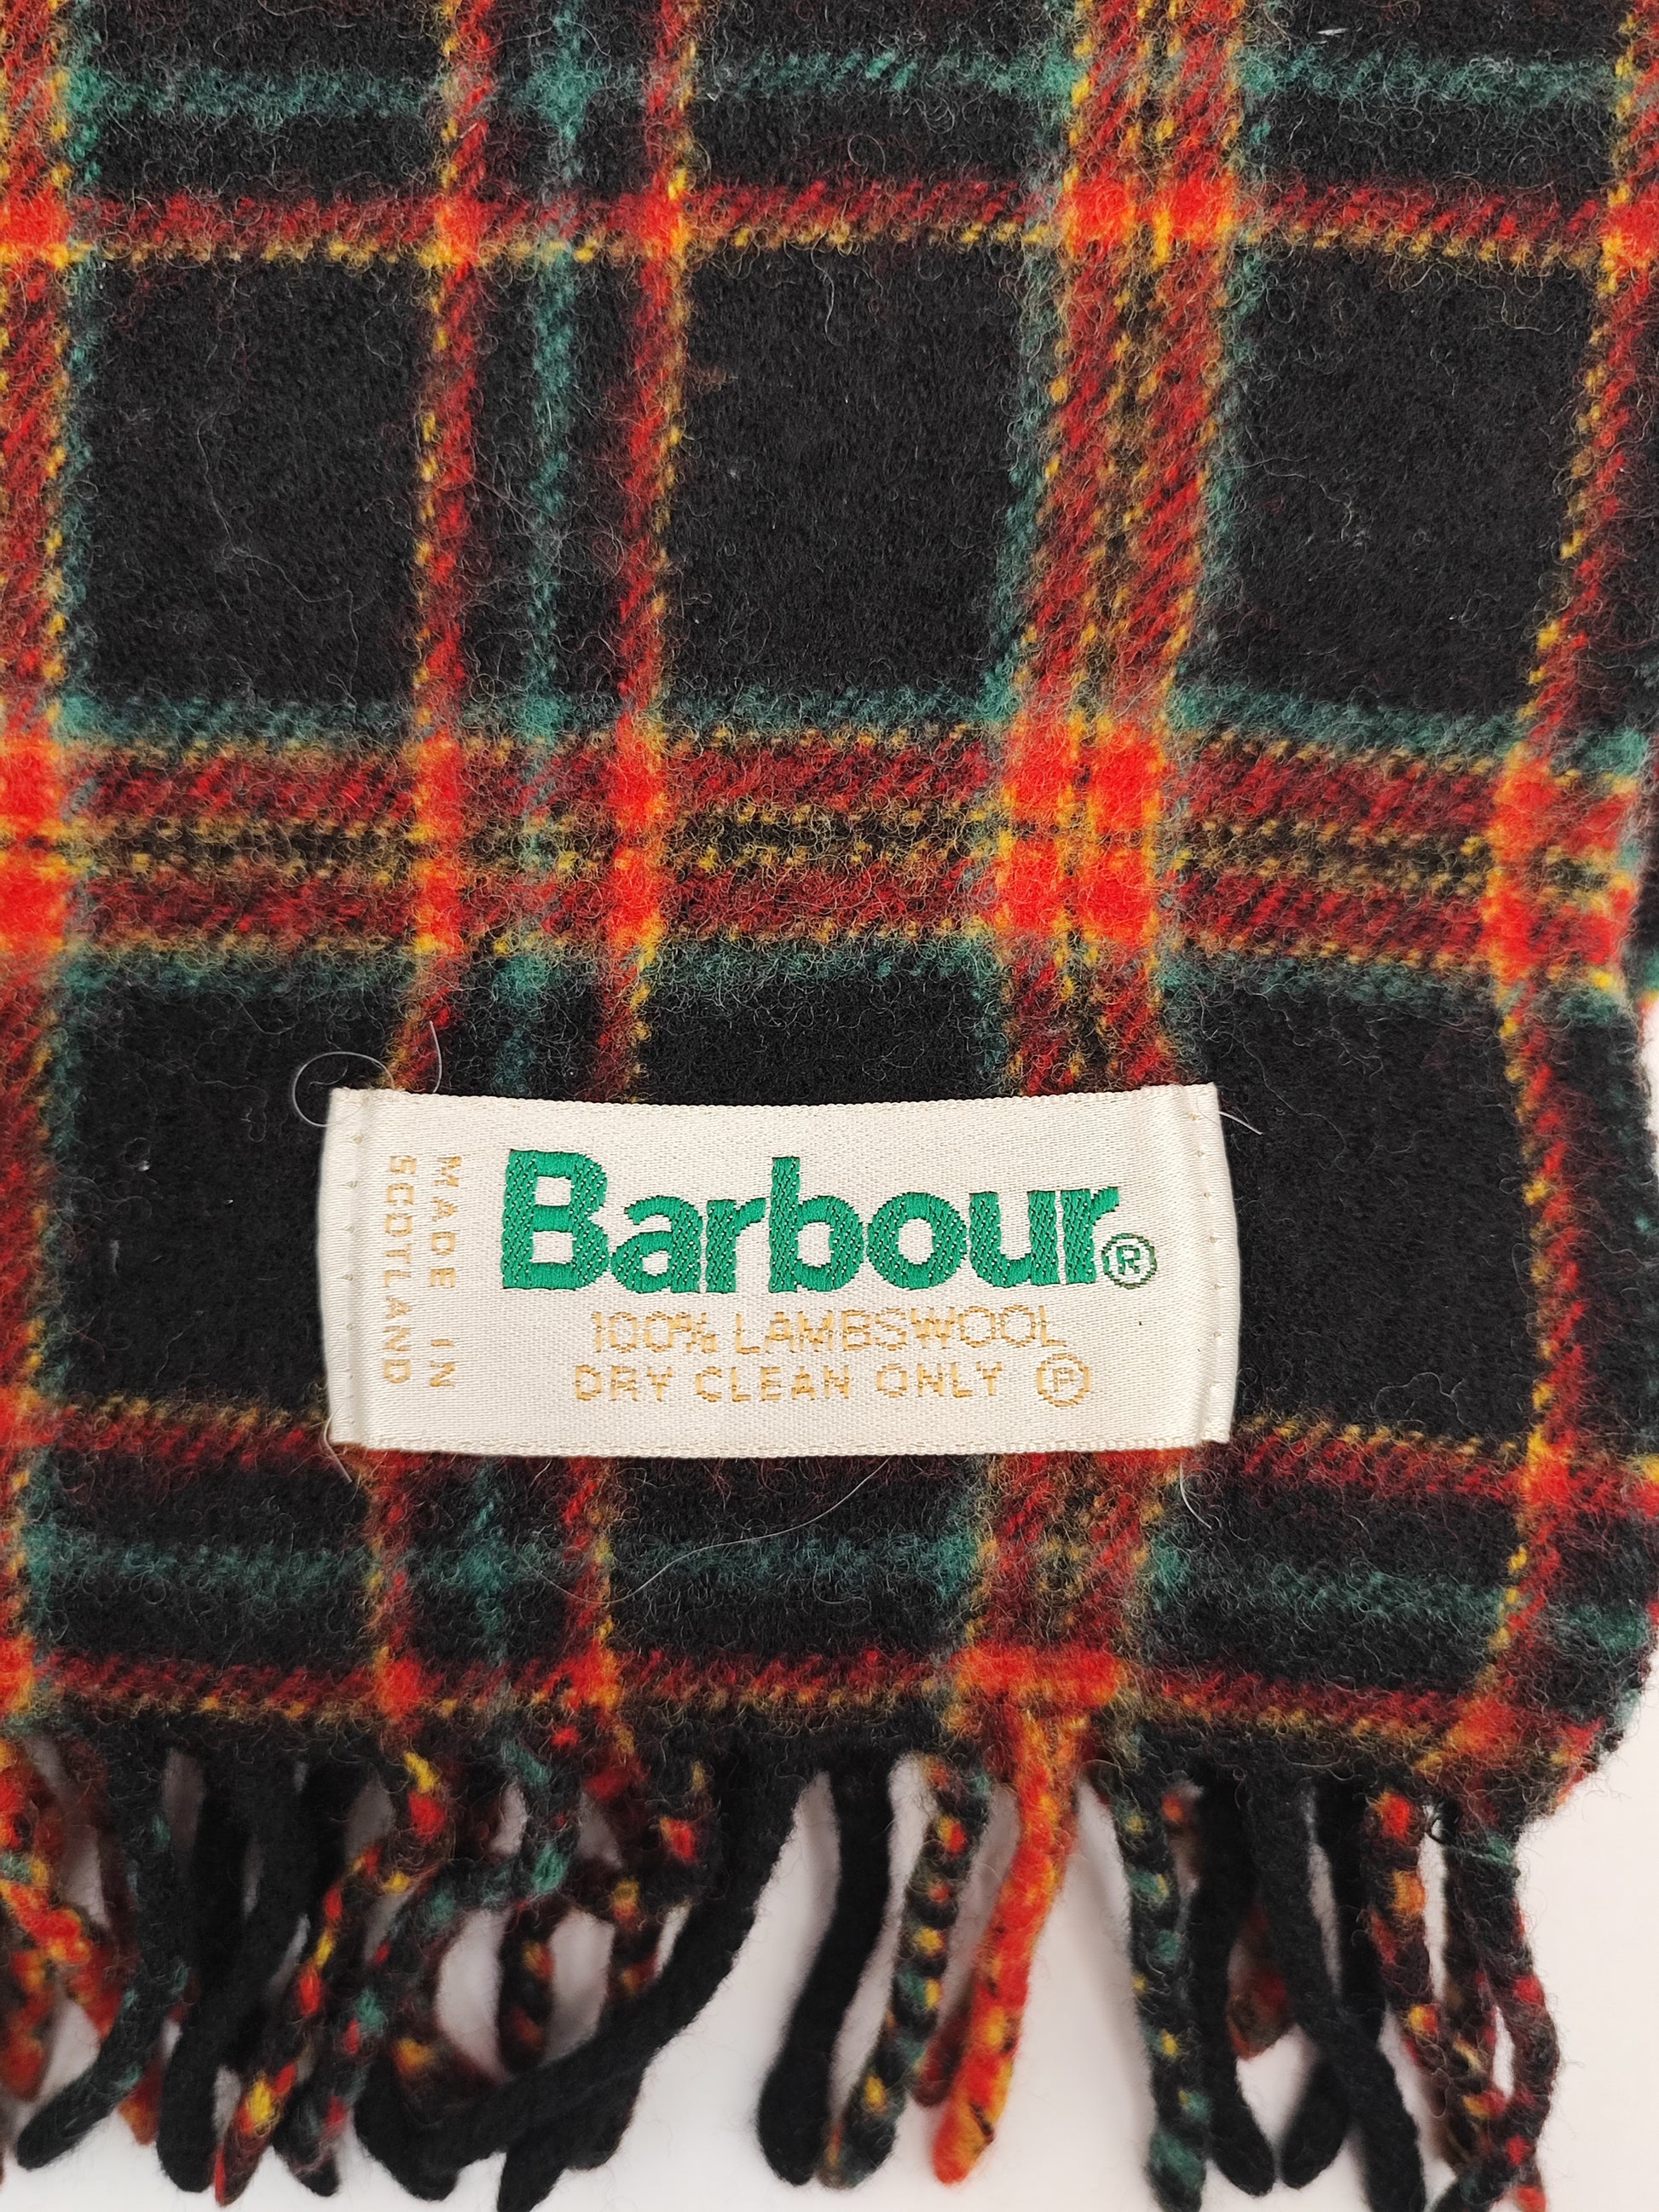 MADE IN
SCOTLAND
Barbour®
100% LAMBSWOOL
DRY CLEAN ONLY Ⓟ